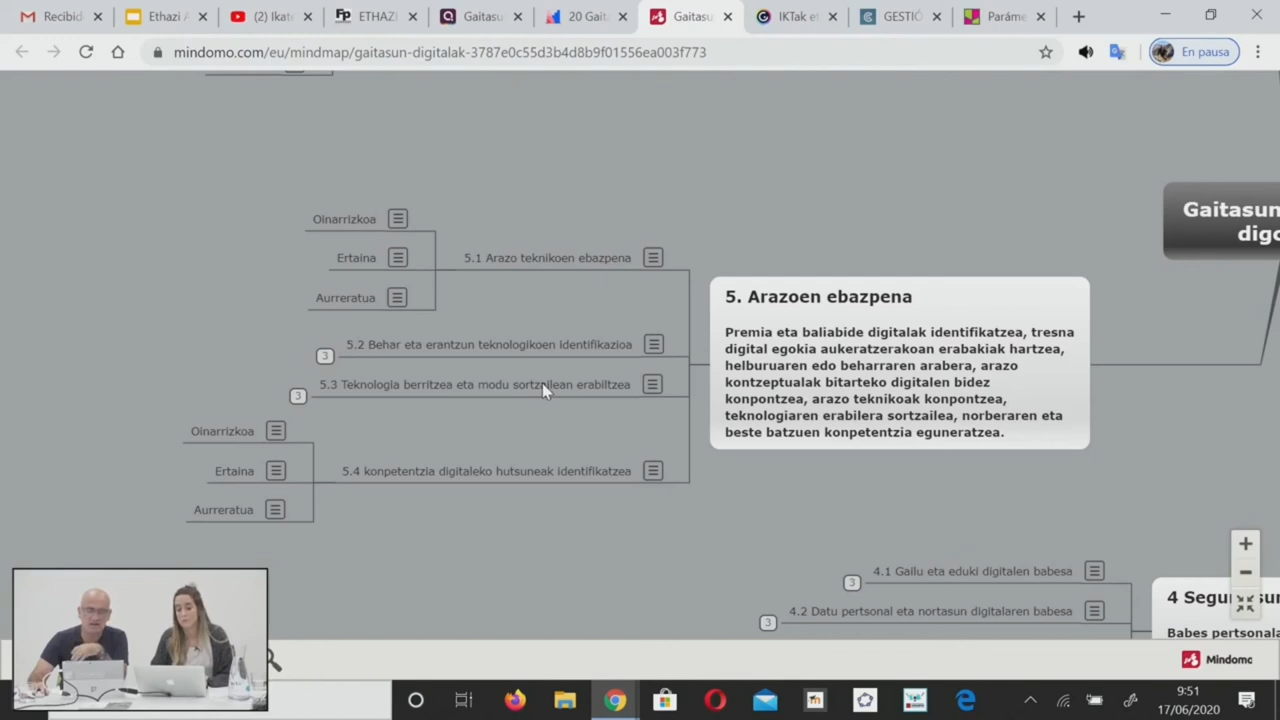 Recibid
Ethazi A
(2) Ikat
ETHAZI
Gaitasu
20 Gait
Gaitasu
IKTak et
GESTIÓ
Paráme
mindomo.com/eu/mindmap/gaitasun-digitalak-3787e0c55d3b4d8b9f01556ea003f773
En pausa
Gaitasun
digo
Oinarrizkoa
Ertaina
Aurreratua
5.1 Arazo teknikoen ebazpena
5.2 Behar eta erantzun teknologikoen identifikazioa
3
5.3 Teknologia berritzea eta modu sortzailean erabiltzea
3
Oinarrizkoa
Ertaina
Aurreratua
5.4 konpetentzia digitaleko hutsuneak identifikatzea
5. Arazoen ebazpena
Premia eta baliabide digitalak identifikatzea, tresna
digital egokia aukeratzerakoan erabakiak hartzea,
helburuaren edo beharraren arabera, arazo
kontzeptualak bitarteko digitalen bidez
konpontzea, arazo teknikoak konpontzea,
teknologiaren erabilera sortzailea, norberaren eta
beste batzuen konpetentzia eguneratzea.
4.1 Gailu eta eduki digitalen babesa
3
4.2 Datu pertsonal eta nortasun digitalaren babesa
3
4 Segur
Babes pertsonala
Mindomo
9:51
17/06/2020